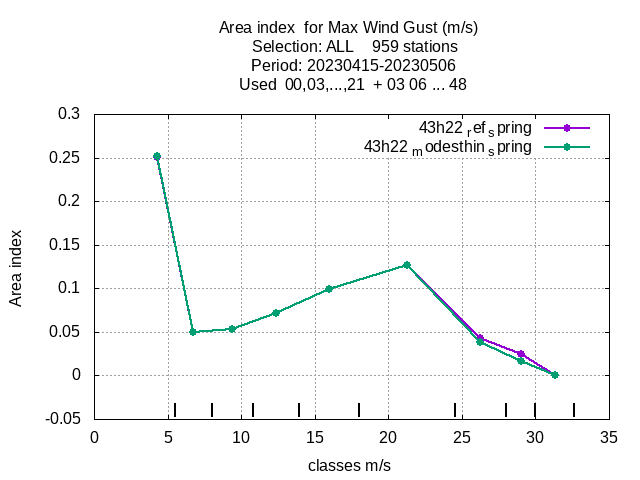 Area index  for Max Wind Gust (m/s)
Selection: ALL    959 stations
Period: 20230415-20230506
Used  00,03,...,21  + 03 06 ... 48
43h22 ref spring
43h22 modesthin spring
0.3
0.25
0.2
0.15
0.1
0.05
0
-0.05
Area index
0 5 10 15 20 25 30 35
classes m/s